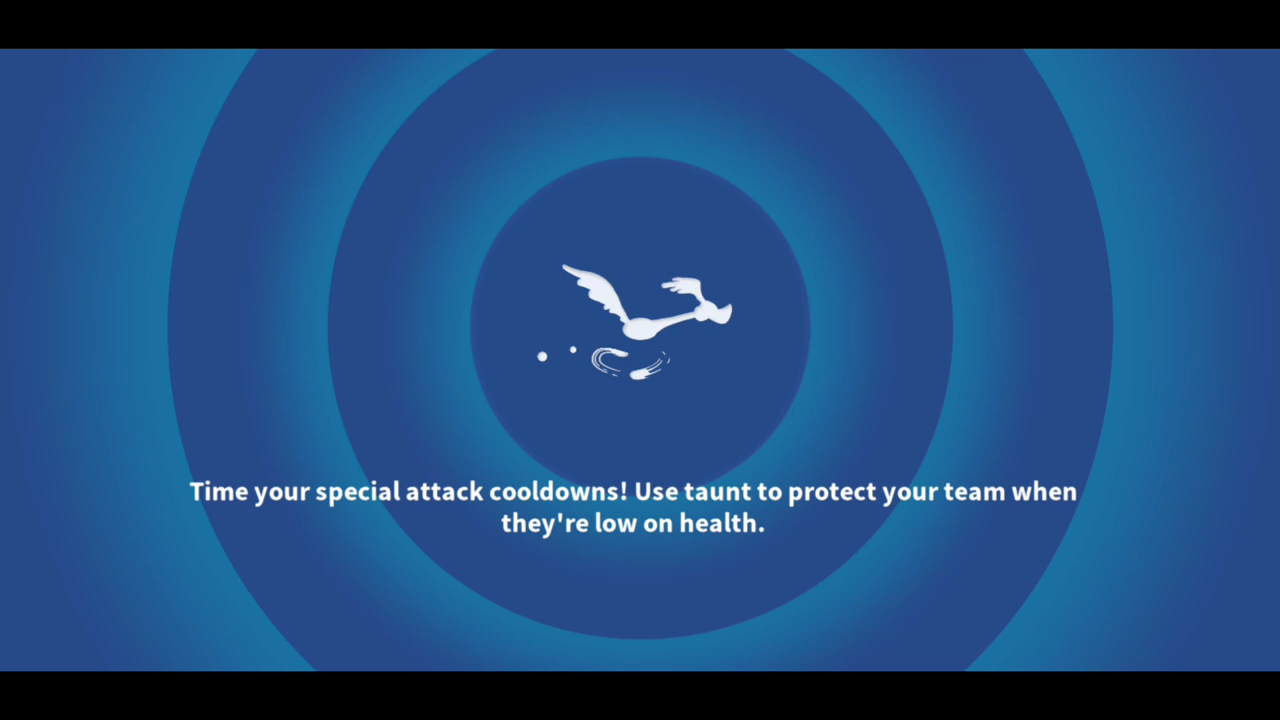 Time your special attack cooldowns! Use taunt to protect your team when
they're low on health.